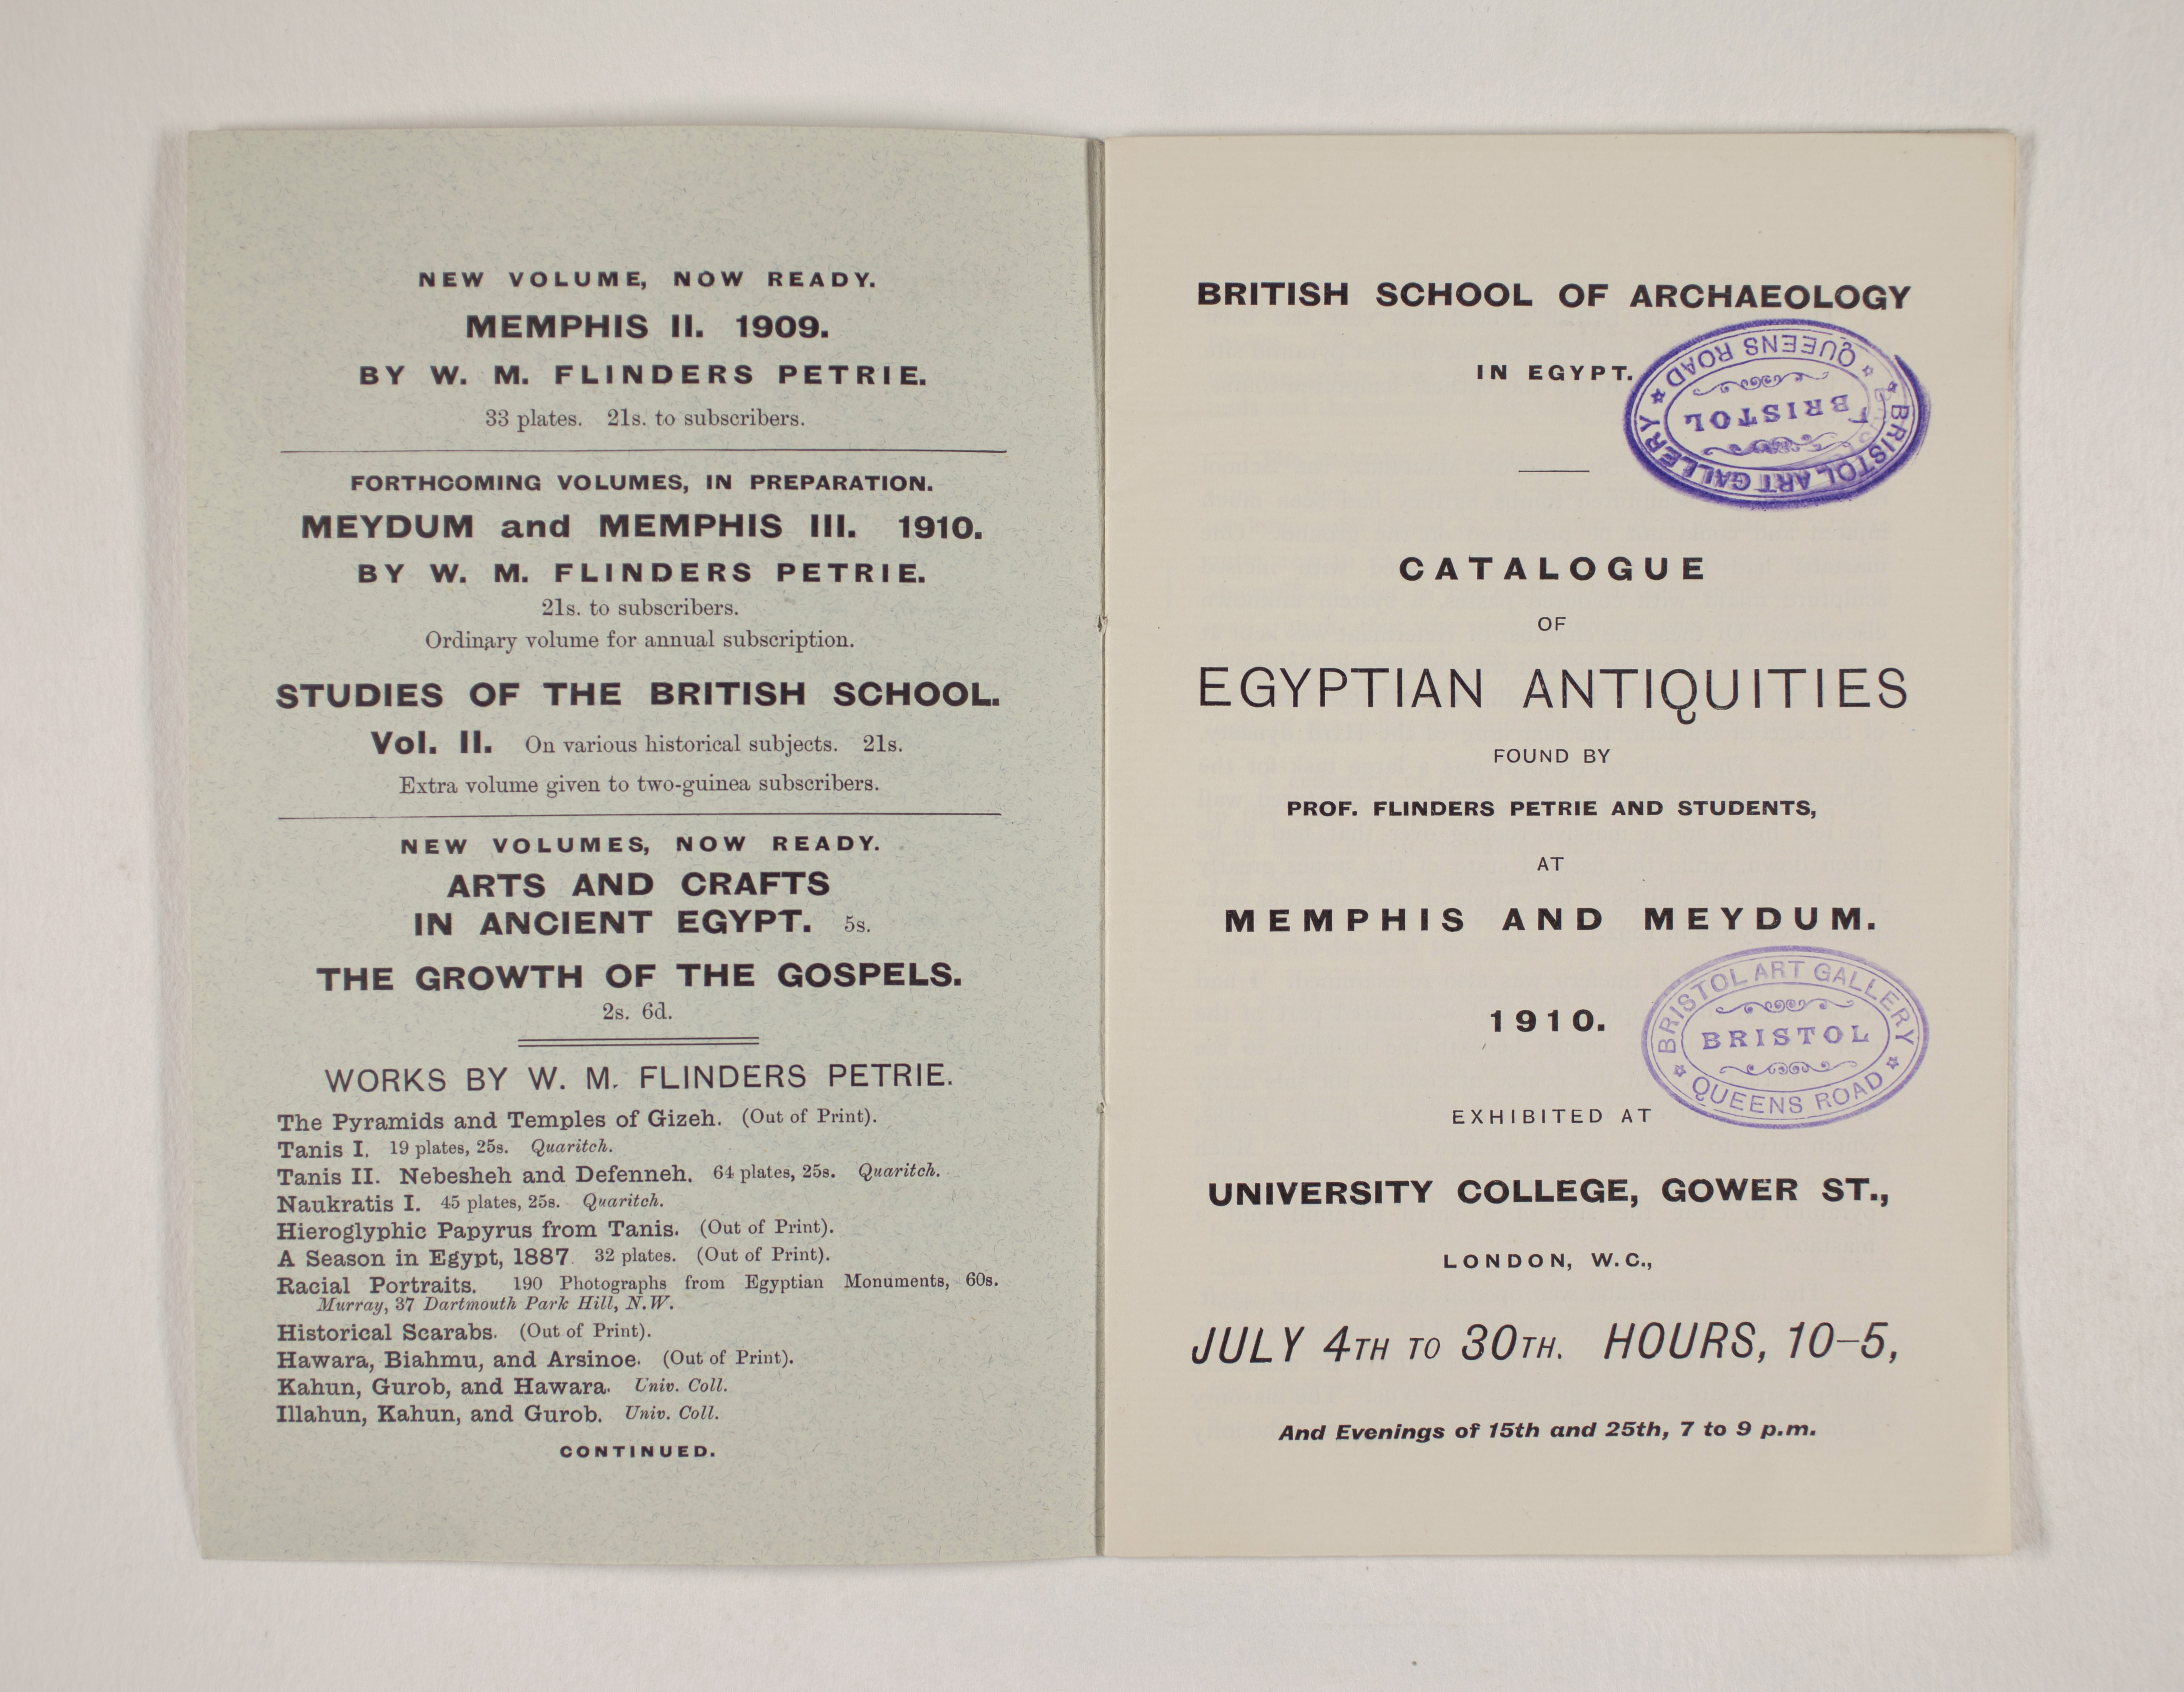 NEW VOLUME, NOW READY.
MEMPHIS II. 1909.
BY W. M. FLINDERS PETRIE.
33 plates. 21s. to subscribers.
FORTHCOMING VOLUMES, IN PREPARATION.
MEYDUM and MEMPHIS III. 1910.
BY W. M. FLINDERS PETRIE.
21s. to subscribers.
Ordinary volume for annual subscription.
STUDIES OF THE BRITISH SCHOOL.
Vol. II. On various historical subjects. 21s.
Extra volume given to two-guinea subscribers.
NEW VOLUMES, NOW READY.
ARTS AND CRAFTS
IN ANCIENT EGYPT. 5s.
THE GROWTH OF THE GOSPELS.
2s. 6d.
WORKS BY W. M. FLINDERS PETRIE.
The Pyramids and Temples of Gizeh. (Out of Print).
Tanis I. 19 plates, 25s. Quaritch.
Tanis II. Nebesheh and Defenneh. 64 plates, 25s. Quaritch.
Naukratis I. 45 plates, 25s. Quaritch.
Hieroglyphic Papyrus from Tanis. (Out of Print).
A Season in Egypt, 1887. 32 plates. (Out of Print).
Racial Portraits. 190 Photographs from Egyptian Monuments, 60s.
Murray, 37 Dartmouth Park Hill, N.W.
Historical Scarabs. (Out of Print).
Hawara, Biahmu, and Arsinoe. (Out of Print).
Kahun, Gurob, and Hawara. Univ. Coll.
Illahun, Kahun, and Gurob. Univ. Coll.
CONTINUED.
BRITISH SCHOOL OF ARCHAEOLOGY
IN EGYPT.
BRISTOL ART GALLERY
BRISTOL
QUEENS ROAD
CATALOGUE
OF
EGYPTIAN ANTIQUITIES
FOUND BY
PROF. FLINDERS PETRIE AND STUDENTS,
AT
MEMPHIS AND MEYDUM.
1910.
BRISTOL ART GALLERY
BRISTOL
QUEENS ROAD
EXHIBITED AT
UNIVERSITY COLLEGE, GOWER ST.,
LONDON, W.C.,
JULY 4TH TO 30TH. HOURS, 10–5,
And Evenings of 15th and 25th, 7 to 9 p.m.